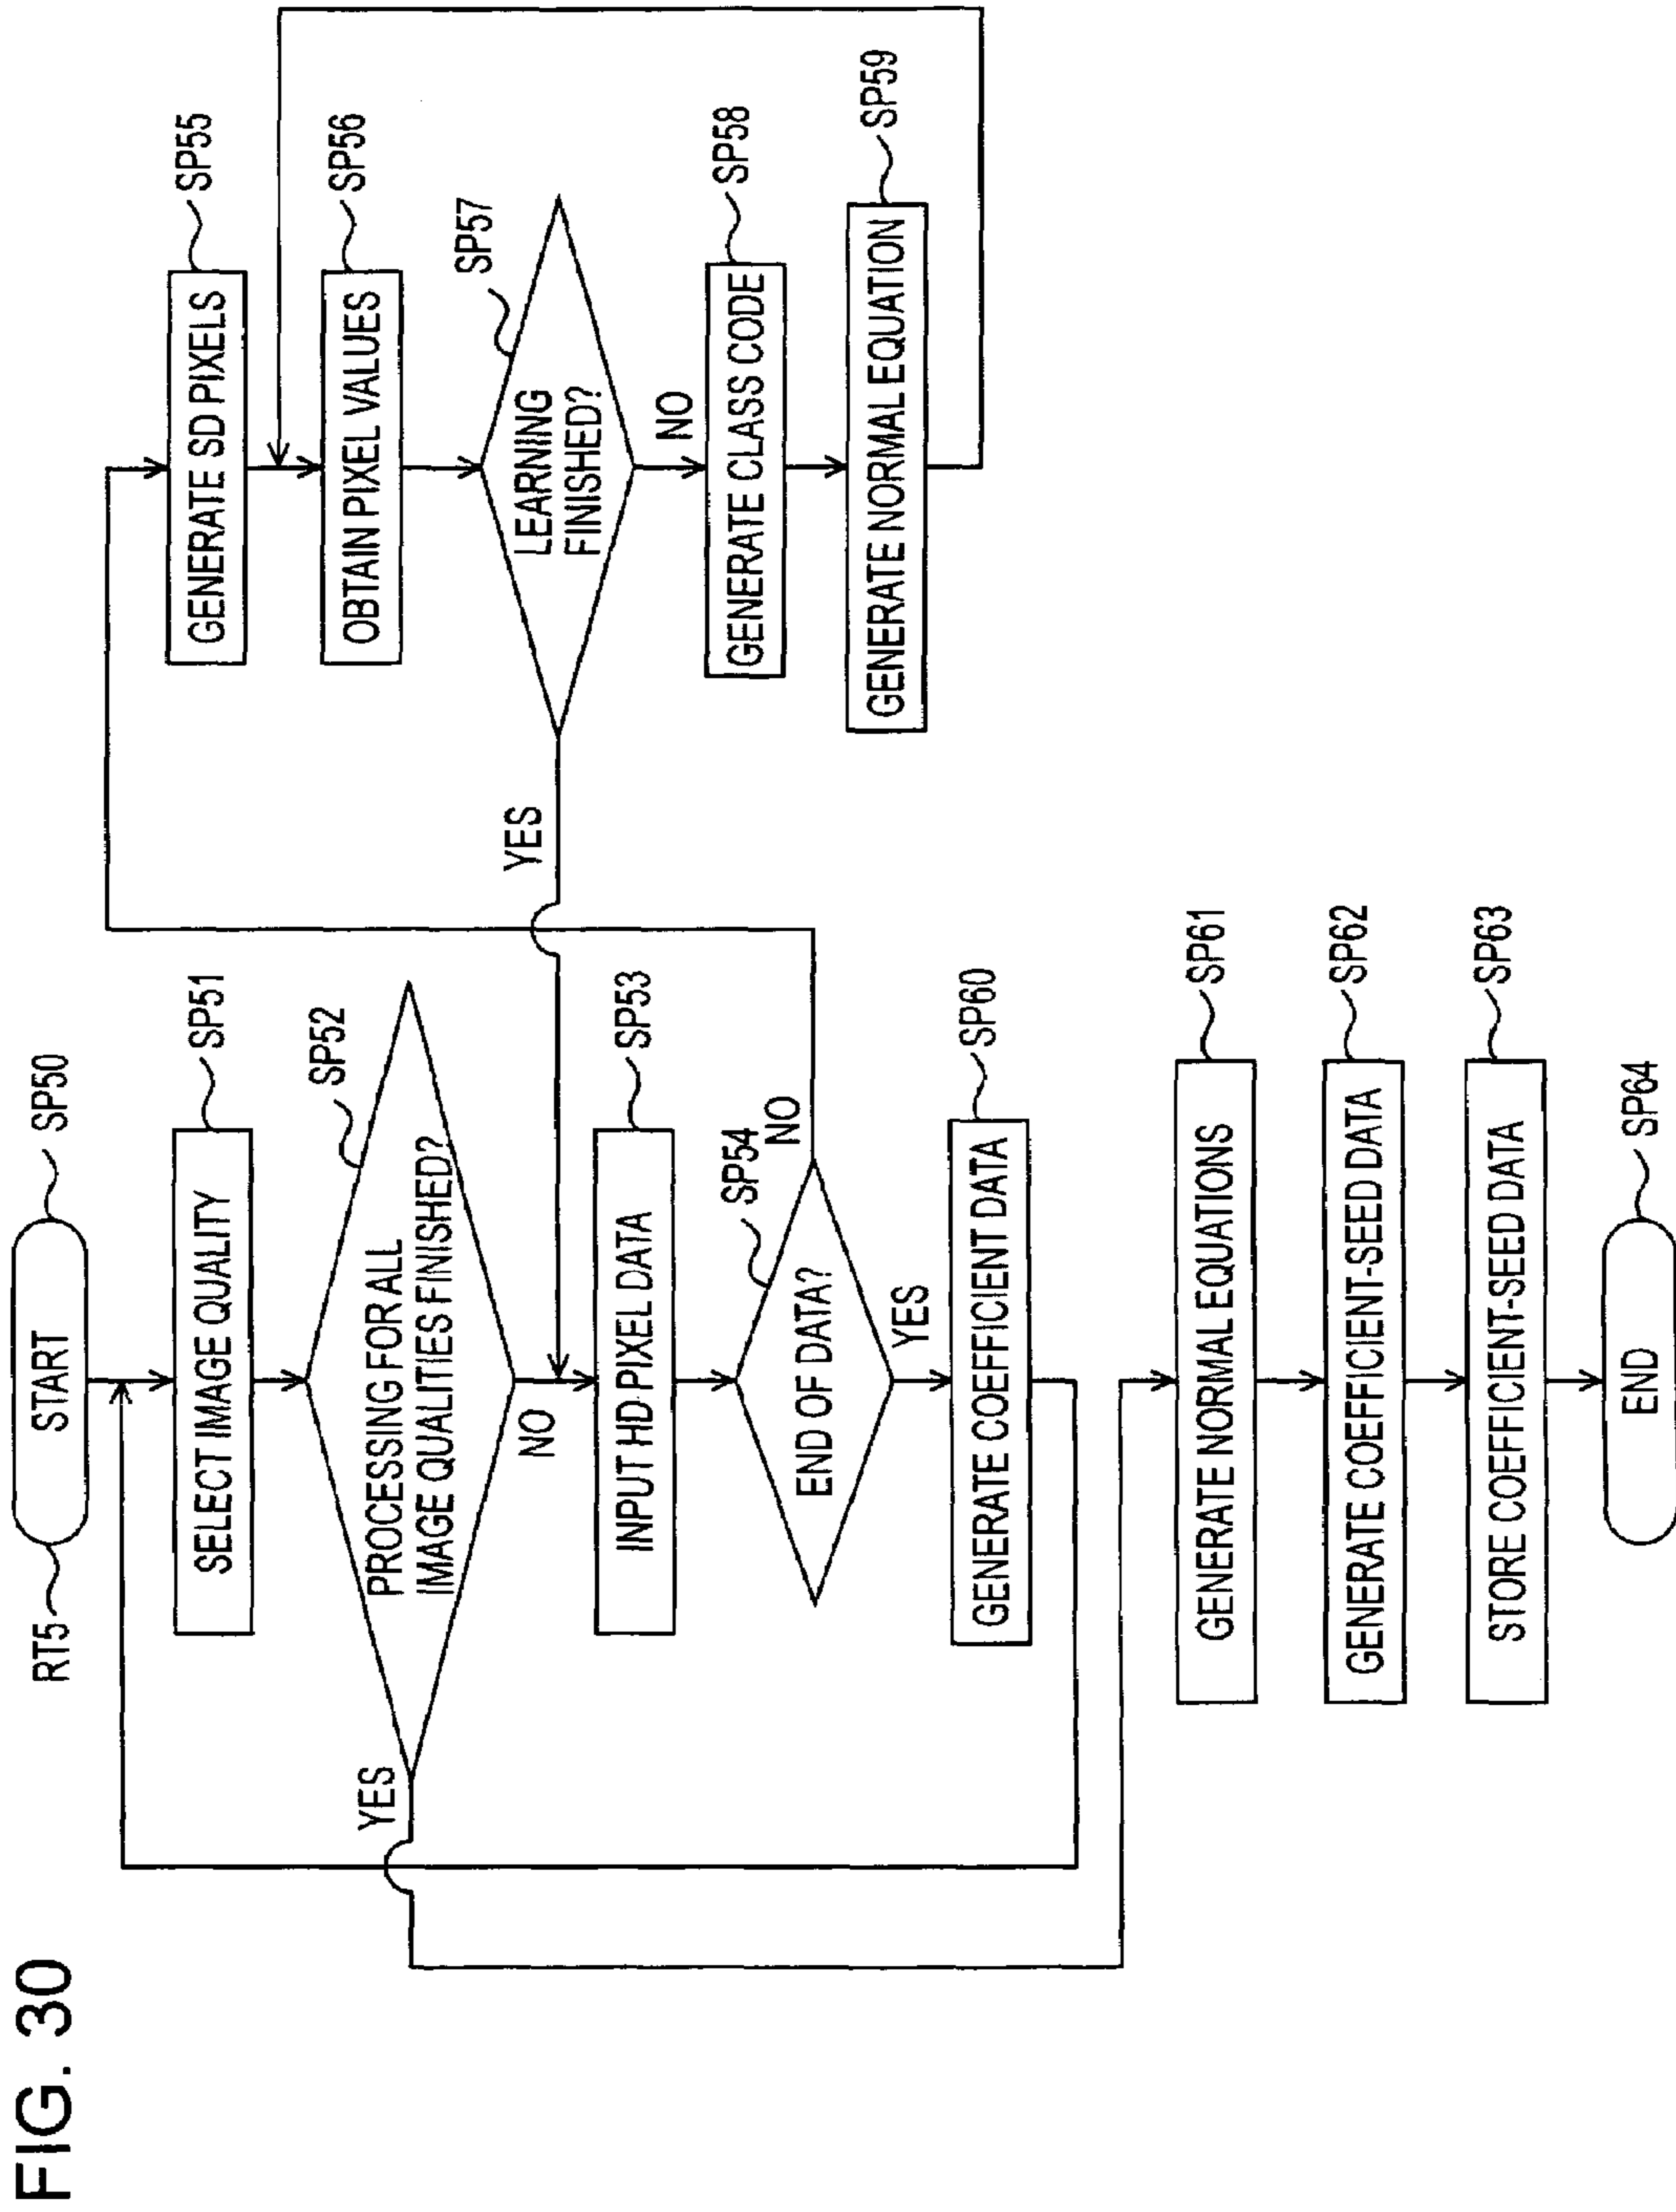 FIG. 30
RT5
START
SP50
SELECT IMAGE QUALITY
SP51
PROCESSING FOR ALL
IMAGE QUALITIES FINISHED?
SP52
YES
NO
INPUT HD PIXEL DATA
SP53
END OF DATA?
SP54
NO
YES
GENERATE COEFFICIENT DATA
SP60
GENERATE NORMAL EQUATIONS
SP61
GENERATE COEFFICIENT-SEED DATA
SP62
STORE COEFFICIENT-SEED DATA
SP63
END
SP64
GENERATE SD PIXELS
SP55
OBTAIN PIXEL VALUES
SP56
LEARNING
FINISHED?
SP57
YES
NO
GENERATE CLASS CODE
SP58
GENERATE NORMAL EQUATION
SP59